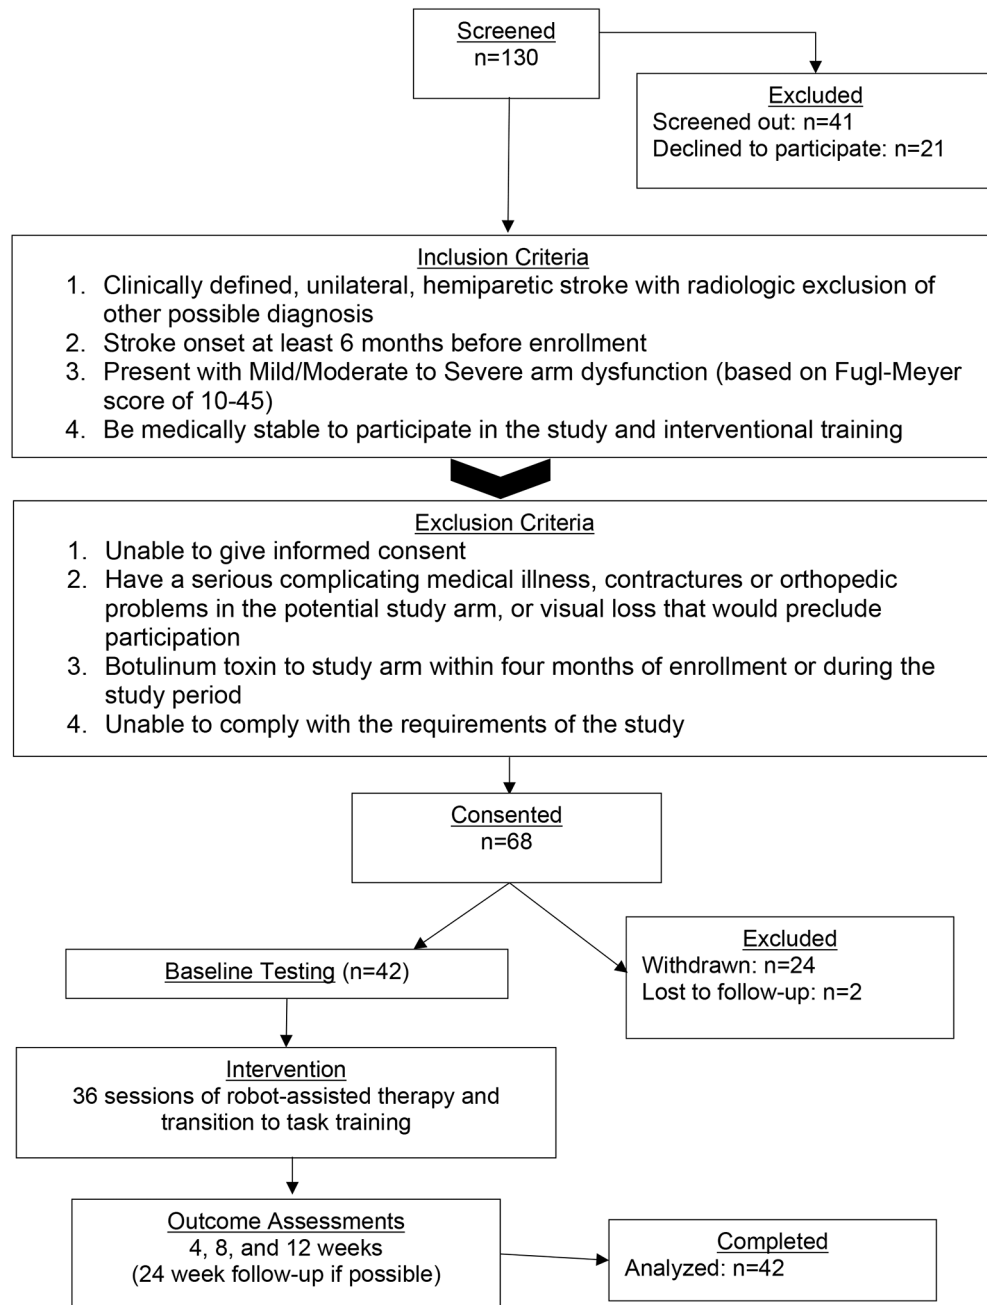 Screened
n=130
Excluded
Screened out: n=41
Declined to participate: n=21
Inclusion Criteria
1. Clinically defined, unilateral, hemiparetic stroke with radiologic exclusion of
other possible diagnosis
2. Stroke onset at least 6 months before enrollment
3. Present with Mild/Moderate to Severe arm dysfunction (based on Fugl-Meyer
score of 10-45)
4. Be medically stable to participate in the study and interventional training
Exclusion Criteria
1. Unable to give informed consent
2. Have a serious complicating medical illness, contractures or orthopedic
problems in the potential study arm, or visual loss that would preclude
participation
3. Botulinum toxin to study arm within four months of enrollment or during the
study period
4. Unable to comply with the requirements of the study
Consented
n=68
Excluded
Withdrawn: n=24
Lost to follow-up: n=2
Baseline Testing (n=42)
Intervention
36 sessions of robot-assisted therapy and
transition to task training
Outcome Assessments
4, 8, and 12 weeks
(24 week follow-up if possible)
Completed
Analyzed: n=42